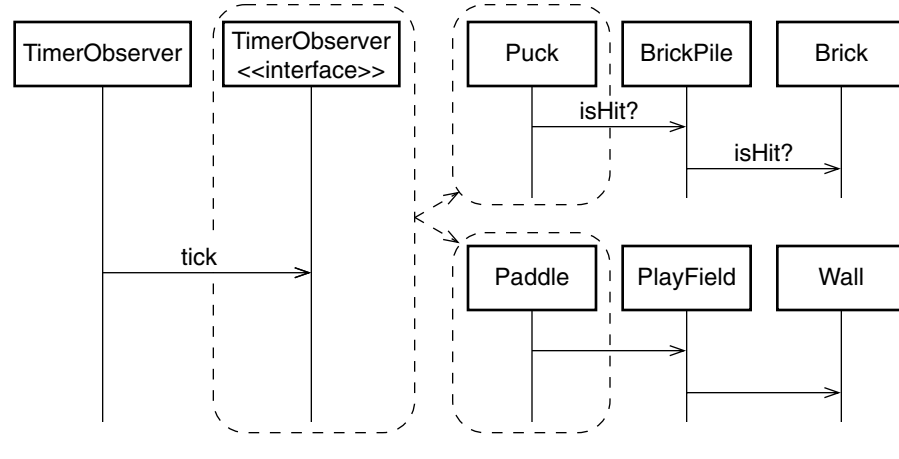 TimerObserver
TimerObserver
<<interface>>
Puck
BrickPile
Brick
isHit?
isHit?
tick
Paddle
PlayField
Wall